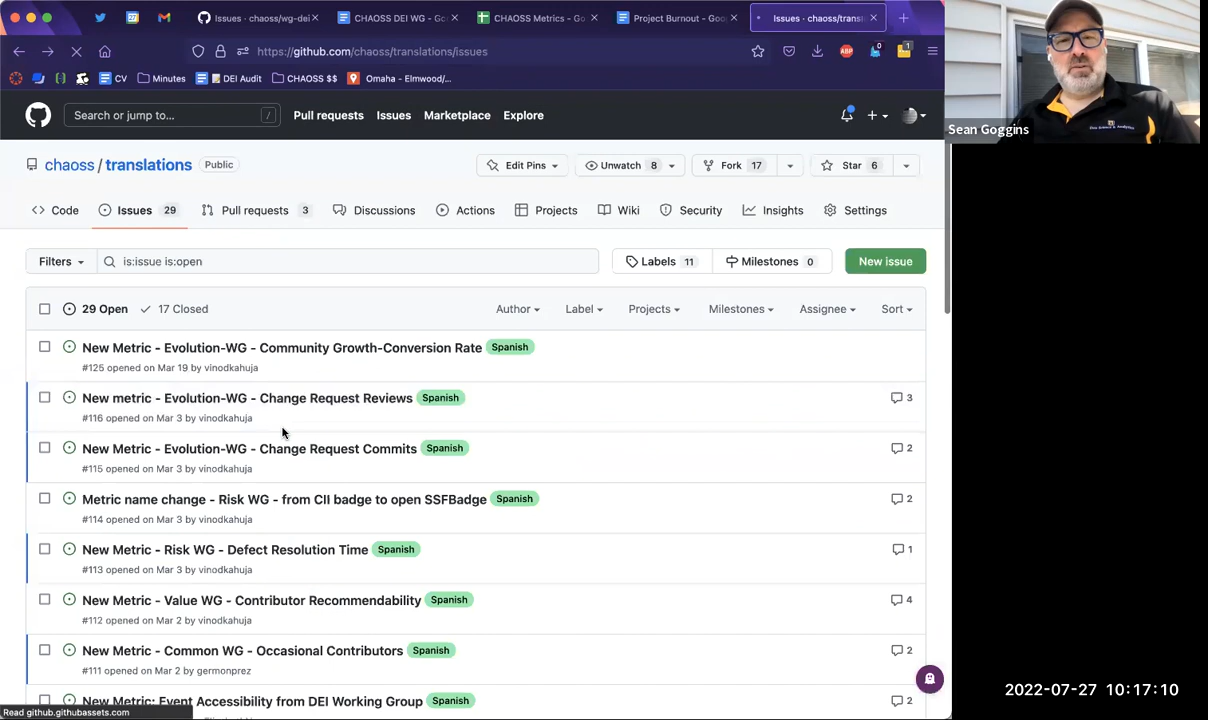 Issues · chaoss/wg-dei
CHAOSS DEI WG - Go
CHAOSS Metrics - Go
Project Burnout - Goo
Issues · chaoss/transl
https://github.com/chaoss/translations/issues
0
1
CV
Minutes
DEI Audit
CHAOSS $$
Omaha - Elmwood/...
Search or jump to...
/
Pull requests
Issues
Marketplace
Explore
Sean Goggins
chaoss / translations
Public
Edit Pins
Unwatch 8
Fork 17
Star 6
Code
Issues 29
Pull requests 3
Discussions
Actions
Projects
Wiki
Security
Insights
Settings
Filters
is:issue is:open
Labels 11
Milestones 0
New issue
29 Open
17 Closed
Author
Label
Projects
Milestones
Assignee
Sort
New Metric - Evolution-WG - Community Growth-Conversion Rate Spanish
#125 opened on Mar 19 by vinodkahuja
New metric - Evolution-WG - Change Request Reviews Spanish
3
#116 opened on Mar 3 by vinodkahuja
New Metric - Evolution-WG - Change Request Commits Spanish
2
#115 opened on Mar 3 by vinodkahuja
Metric name change - Risk WG - from CII badge to open SSFBadge Spanish
2
#114 opened on Mar 3 by vinodkahuja
New Metric - Risk WG - Defect Resolution Time Spanish
1
#113 opened on Mar 3 by vinodkahuja
New Metric - Value WG - Contributor Recommendability Spanish
4
#112 opened on Mar 2 by vinodkahuja
New Metric - Common WG - Occasional Contributors Spanish
2
#111 opened on Mar 2 by germonprez
New Metric: Event Accessibility from DEI Working Group Spanish
2
Read github.githubassets.com
2022-07-27 10:17:10